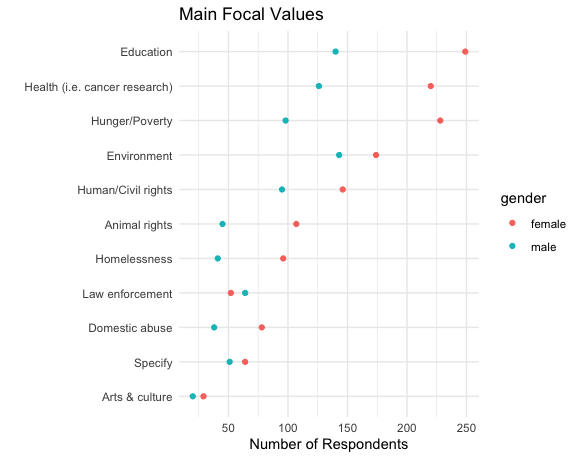 Main Focal Values
Education
Health (i.e. cancer research)
Hunger/Poverty
Environment
Human/Civil rights
Animal rights
Homelessness
Law enforcement
Domestic abuse
Specify
Arts & culture
50 100 150 200 250
Number of Respondents
gender
female
male